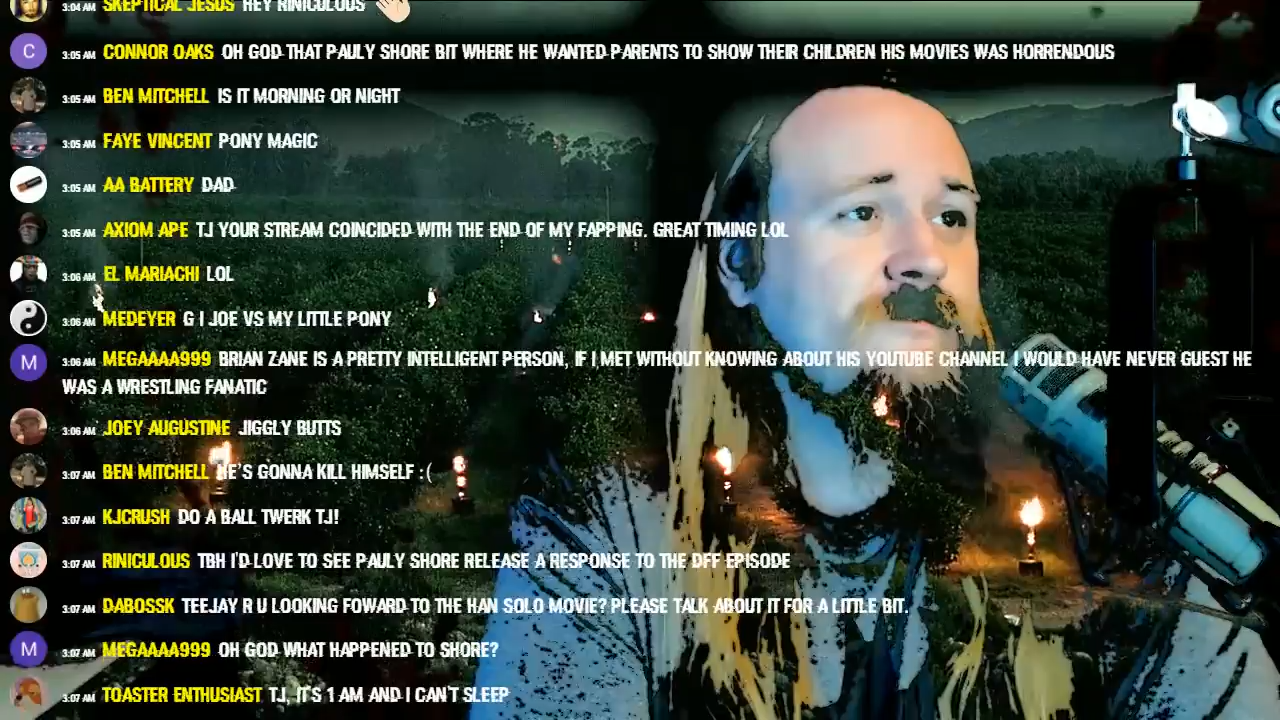 3:04 AM SKEPTICAL JESUS HEY RINICULOUS
C 3:05 AM CONNOR OAKS OH GOD THAT PAULY SHORE BIT WHERE HE WANTED PARENTS TO SHOW THEIR CHILDREN HIS MOVIES WAS HORRENDOUS
3:05 AM BEN MITCHELL IS IT MORNING OR NIGHT
3:05 AM FAYE VINCENT PONY MAGIC
3:05 AM AA BATTERY DAD
3:05 AM AXIOM APE TJ YOUR STREAM COINCIDED WITH THE END OF MY FAPPING. GREAT TIMING LOL
3:06 AM EL MARIACHI LOL
3:06 AM MEDEYER G I JOE VS MY LITTLE PONY
M 3:06 AM MEGAAAA999 BRIAN ZANE IS A PRETTY INTELLIGENT PERSON, IF I MET WITHOUT KNOWING ABOUT HIS YOUTUBE CHANNEL I WOULD HAVE NEVER GUEST HE
WAS A WRESTLING FANATIC
3:06 AM JOEY AUGUSTINE JIGGLY BUTTS
3:07 AM BEN MITCHELL HE'S GONNA KILL HIMSELF :(
3:07 AM KJCRUSH DO A BALL TWERK TJ!
3:07 AM RINICULOUS TBH I'D LOVE TO SEE PAULY SHORE RELEASE A RESPONSE TO THE DFF EPISODE
3:07 AM DABOSSK TEEJAY R U LOOKING FOWARD TO THE HAN SOLO MOVIE? PLEASE TALK ABOUT IT FOR A LITTLE BIT.
M 3:07 AM MEGAAAA999 OH GOD WHAT HAPPENED TO SHORE?
3:07 AM TOASTER ENTHUSIAST TJ, IT'S 1 AM AND I CAN'T SLEEP